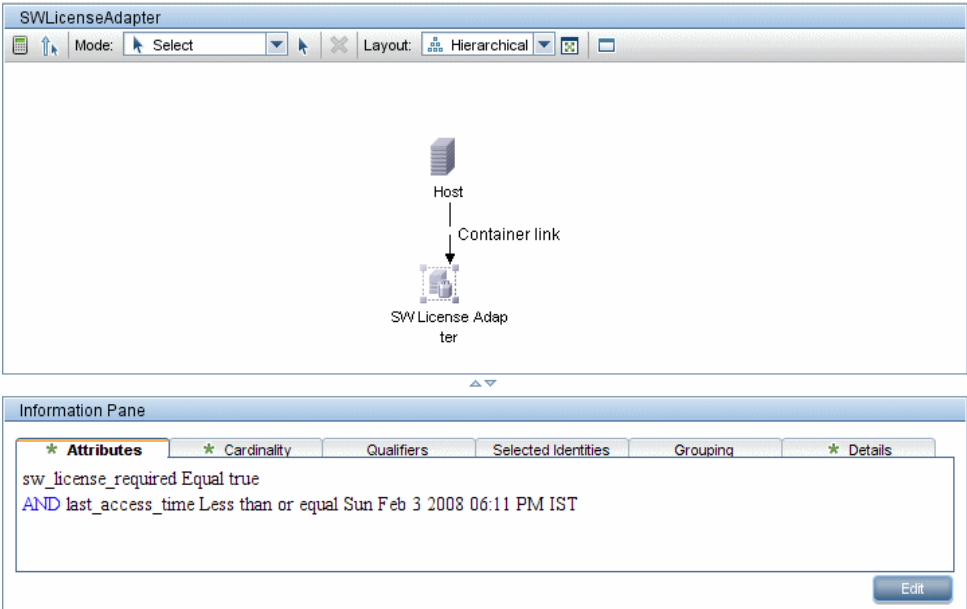 SWLicenseAdapter
Mode: Select Layout: Hierarchical
Host
Container link
SW License Adap
ter
Information Pane
* Attributes * Cardinality Qualifiers Selected Identities Grouping * Details
sw_license_required Equal true
AND last_access_time Less than or equal Sun Feb 3 2008 06:11 PM IST
Edit